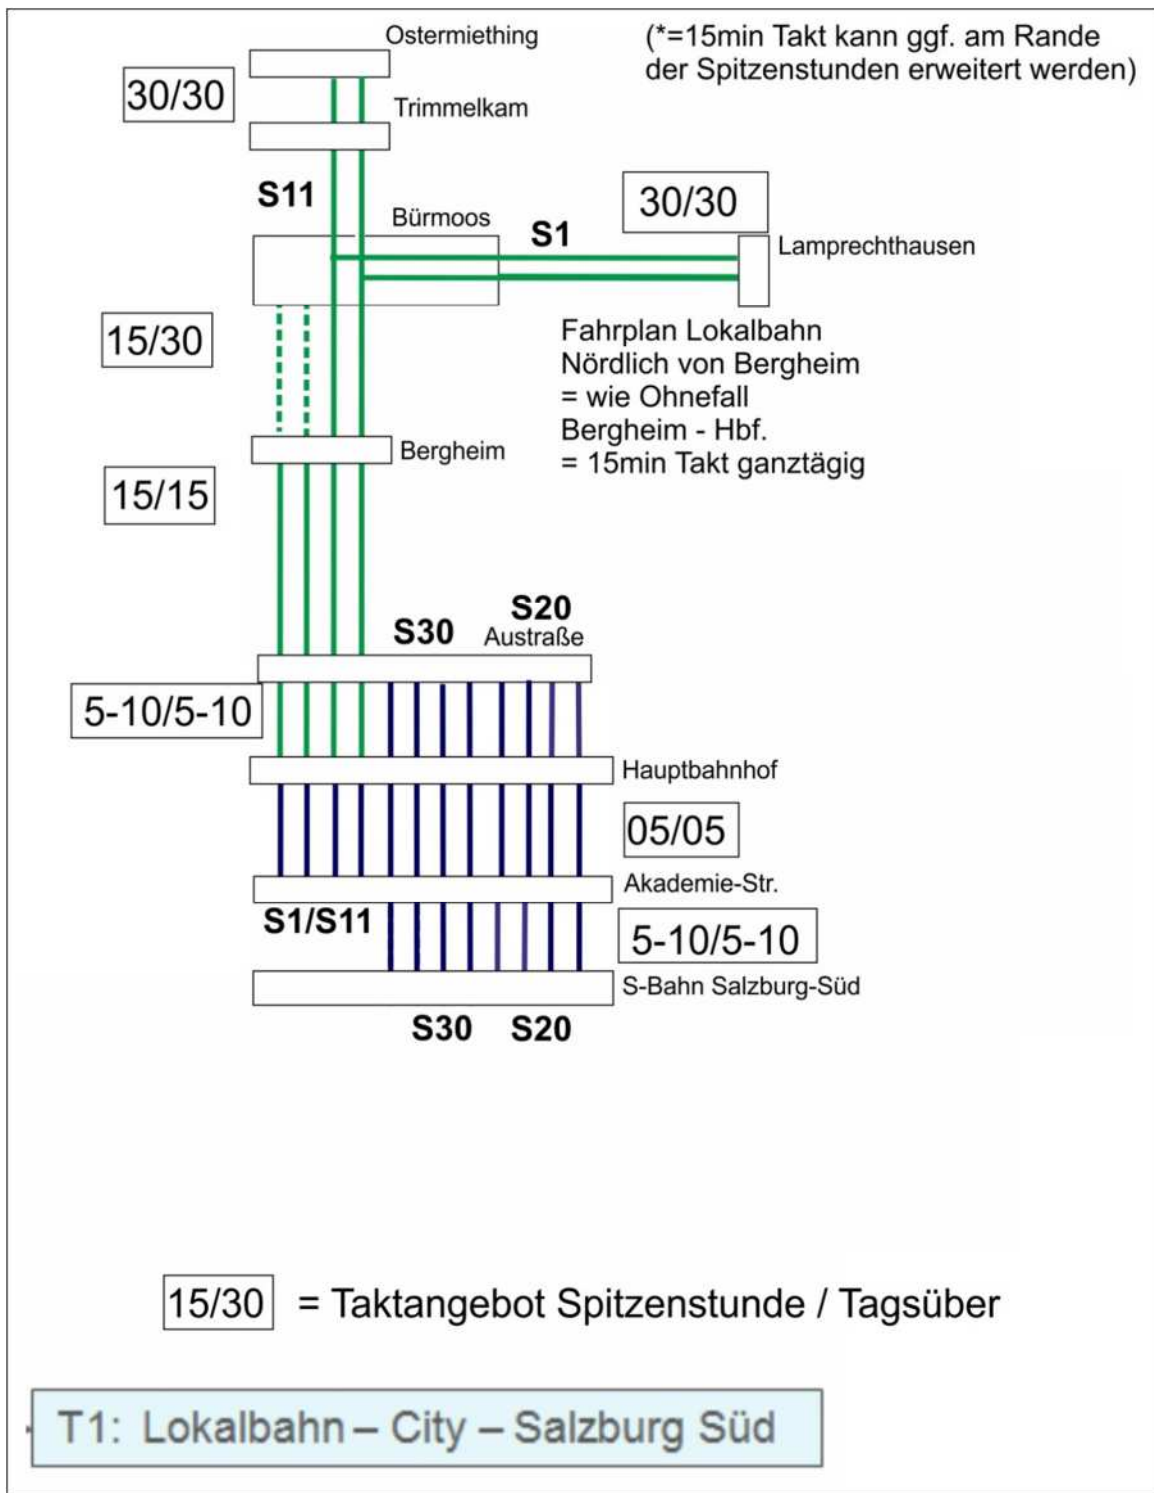 Ostermiething
(*=15min Takt kann ggf. am Rande
der Spitzenstunden erweitert werden)
30/30
Trimmelkam
S11
30/30
Bürmoos
S1
Lamprechthausen
15/30
Fahrplan Lokalbahn
Nördlich von Bergheim
= wie Ohnefall
Bergheim - Hbf.
= 15min Takt ganztägig
Bergheim
15/15
S20
S30
Austraße
5-10/5-10
Hauptbahnhof
05/05
Akademie-Str.
S1/S11
5-10/5-10
S-Bahn Salzburg-Süd
S30
S20
15/30 = Taktangebot Spitzenstunde / Tagsüber
T1: Lokalbahn – City – Salzburg Süd